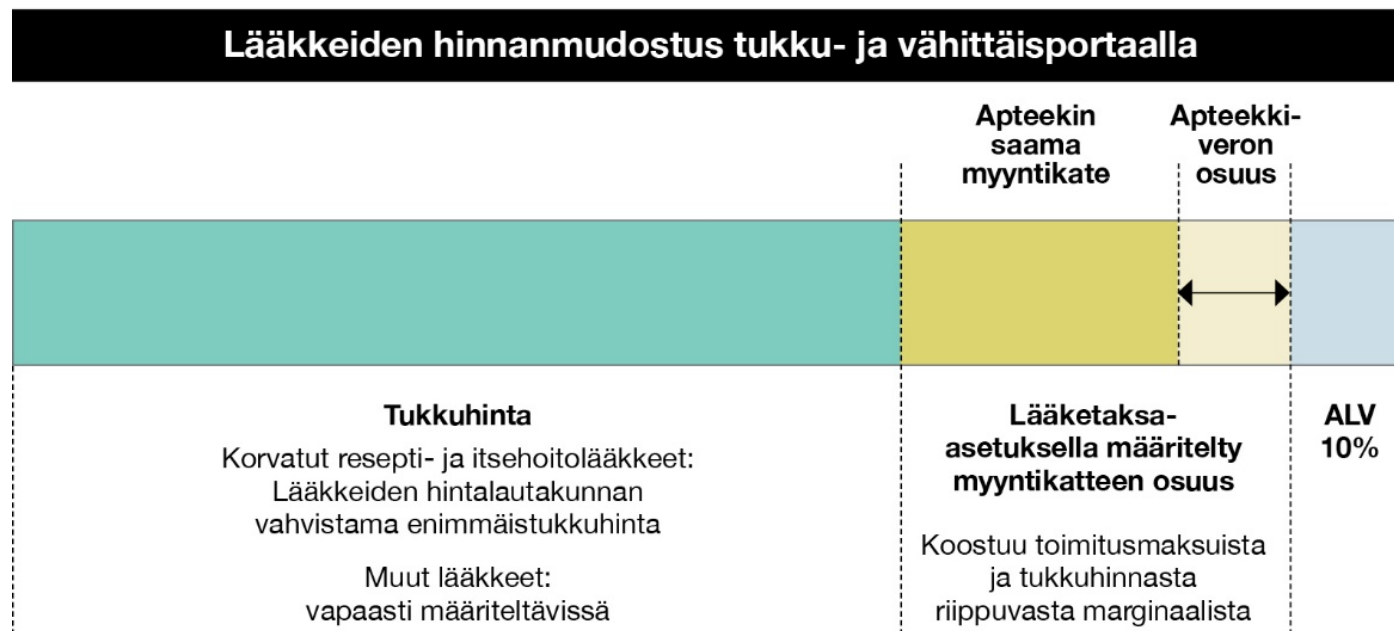 Lääkkeiden hinnanmudostus tukku- ja vähittäisportaalla
Apteekin
saama
myyntikate
Apteekki-
veron
osuus
Tukkuhinta
Korvatut resepti- ja itsehoitolääkkeet:
Lääkkeiden hintalautakunnan
vahvistama enimmäistukkuhinta
Muut lääkkeet:
vapaasti määriteltävissä
Lääketaksa-
asetuksella määritelty
myyntikatteen osuus
Koostuu toimitusmaksuista
ja tukkuhinnasta
riippuvasta marginaalista
ALV
10%